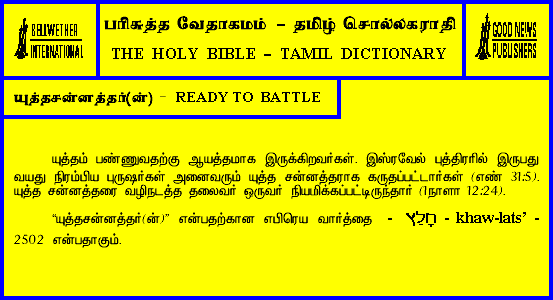 BELLWETHER
INTERNATIONAL
பரிசுத்த வேதாகமம் – தமிழ் சொல்லகராதி
THE HOLY BIBLE – TAMIL DICTIONARY
GOOD NEWS
PUBLISHERS
யுத்தசன்னத்தர்(ன்) – READY TO BATTLE
யுத்தம் பண்ணுவதற்கு ஆயத்தமாக இருக்கிறவர்கள். இஸ்ரவேல் புத்திரரில் இருபது
வயது நிரம்பிய புருஷர்கள் அனைவரும் யுத்த சன்னத்தராக கருதப்பட்டார்கள் (எண் 31:5).
யுத்த சன்னத்தரை வழிநடத்த தலைவர் ஒருவர் நியமிக்கப்பட்டிருந்தார் (1நாளா 12:24).
“யுத்தசன்னத்தர்(ன்)” என்பதற்கான எபிரெய வார்த்தை - חָלַץ - khaw-lats’ -
2502 என்பதாகும்.